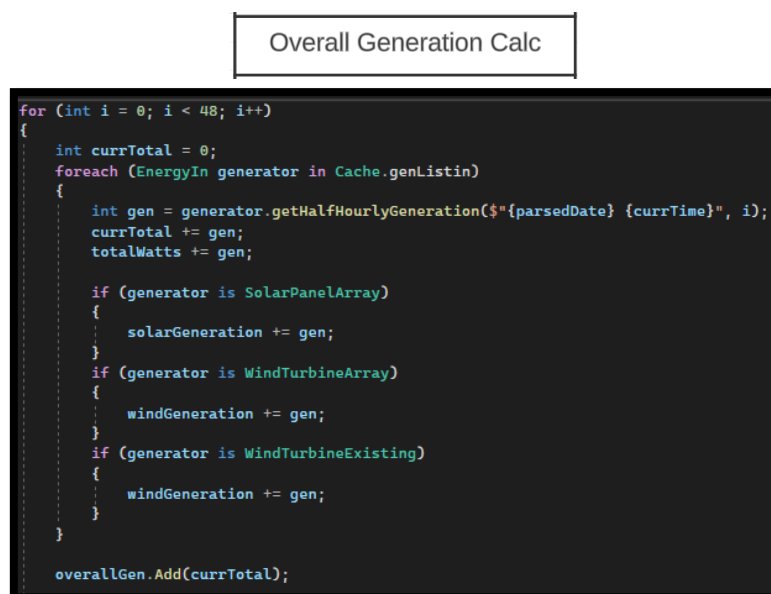 Overall Generation Calc
for (int i = 0; i < 48; i++)
{
int currTotal = 0;
foreach (EnergyIn generator in Cache.genListin)
{
int gen = generator.getHalfHourlyGeneration($"{parsedDate} {currTime}", i);
currTotal += gen;
totalWatts += gen;
if (generator is SolarPanelArray)
{
solarGeneration += gen;
}
if (generator is WindTurbineArray)
{
windGeneration += gen;
}
if (generator is WindTurbineExisting)
{
windGeneration += gen;
}
}
overallGen.Add(currTotal);